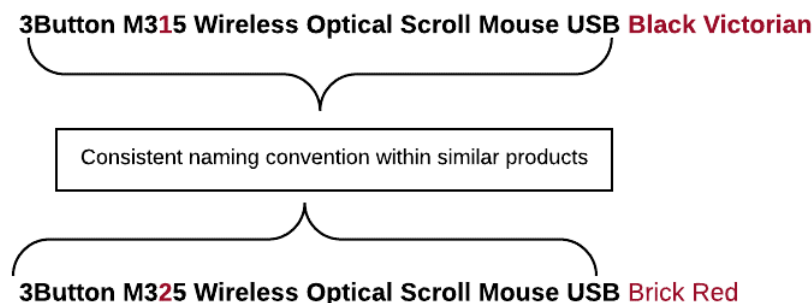 3Button M315 Wireless Optical Scroll Mouse USB Black Victorian
Consistent naming convention within similar products
3Button M325 Wireless Optical Scroll Mouse USB Brick Red